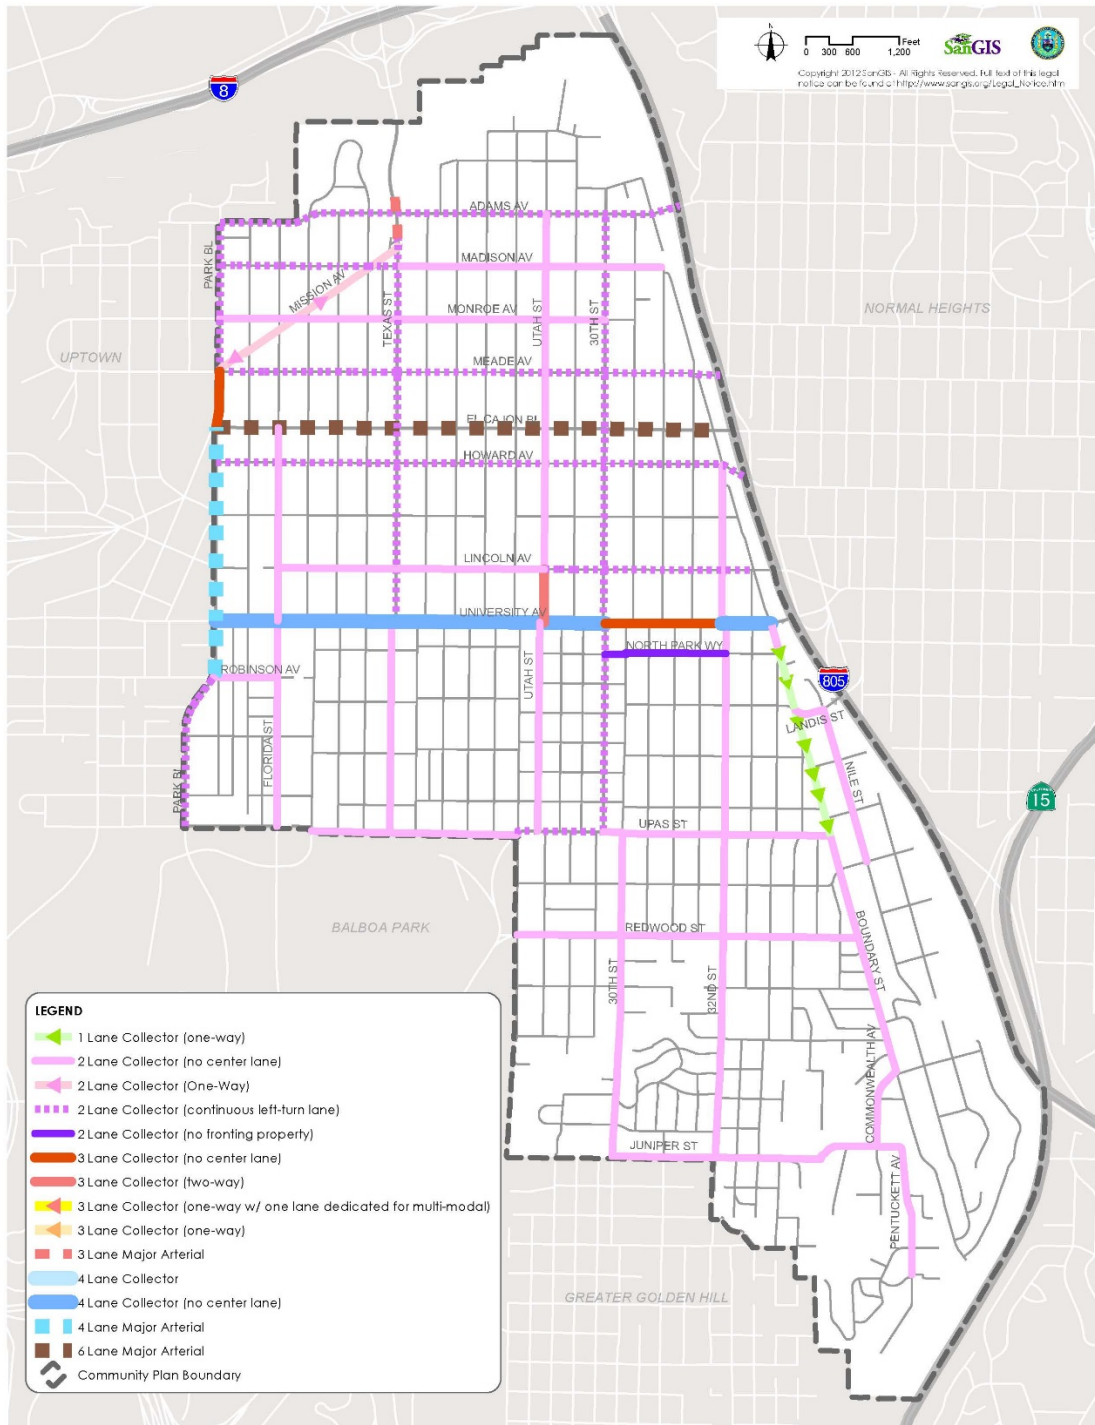 8
0 300 600 1,200 Feet
SanGIS
Copyright 2012 SanGIS - All Rights Reserved. Full text of this legal
notice can be found at http://www.sangis.org/Legal_Notice.htm
ADAMS AV
PARK BL
MADISON AV
MISSION AV
MONROE AV
TEXAS ST
UTAH ST
30TH ST
NORMAL HEIGHTS
UPTOWN
MEADE AV
EL CAJON BL
HOWARD AV
LINCOLN AV
UNIVERSITY AV
NORTH PARK WY
ROBINSON AV
UTAH ST
805
LANDIS ST
FLORIDA ST
PARK BL
NILE ST
15
UPAS ST
BALBOA PARK
REDWOOD ST
BOUNDARY ST
30TH ST
32ND ST
COMMONWEALTH AV
JUNIPER ST
PENTUCKETT AV
GREATER GOLDEN HILL
LEGEND
1 Lane Collector (one-way)
2 Lane Collector (no center lane)
2 Lane Collector (One-Way)
2 Lane Collector (continuous left-turn lane)
2 Lane Collector (no fronting property)
3 Lane Collector (no center lane)
3 Lane Collector (two-way)
3 Lane Collector (one-way w/ one lane dedicated for multi-modal)
3 Lane Collector (one-way)
3 Lane Major Arterial
4 Lane Collector
4 Lane Collector (no center lane)
4 Lane Major Arterial
6 Lane Major Arterial
Community Plan Boundary